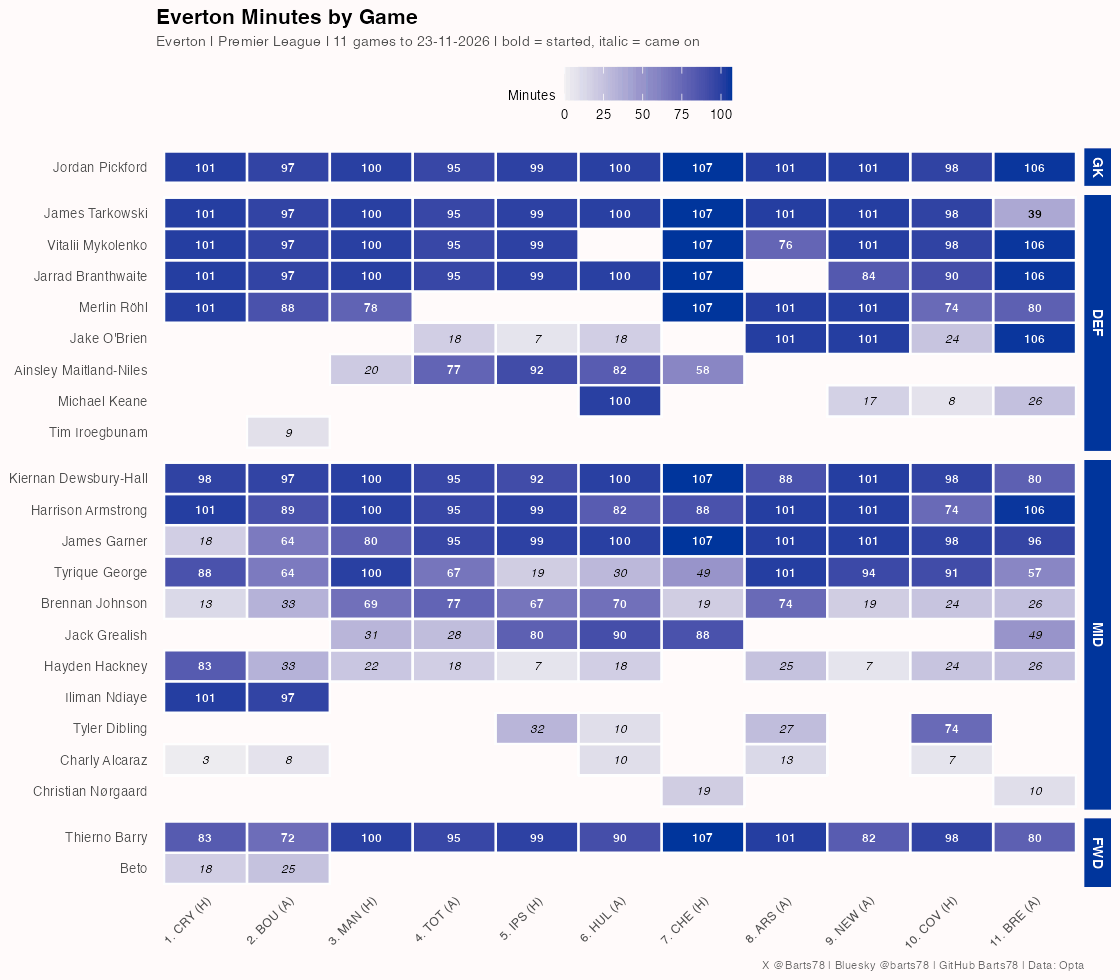 Everton Minutes by Game
Everton | Premier League | 11 games to 23-11-2026 | bold = started, italic = came on
Minutes
0 25 50 75 100
Jordan Pickford 101 97 100 95 99 100 107 101 101 98 106
GK
James Tarkowski 101 97 100 95 99 100 107 101 101 98 39
Vitalii Mykolenko 101 97 100 95 99 107 76 101 98 106
Jarrad Branthwaite 101 97 100 95 99 100 107 84 90 106
Merlin Röhl 101 88 78 107 101 101 74 80
Jake O'Brien 18 7 18 101 101 24 106
Ainsley Maitland-Niles 20 77 92 82 58
Michael Keane 100 17 8 26
Tim Iroegbunam 9
DEF
Kiernan Dewsbury-Hall 98 97 100 95 92 100 107 88 101 98 80
Harrison Armstrong 101 89 100 95 99 82 88 101 101 74 106
James Garner 18 64 80 95 99 100 107 101 101 98 96
Tyrique George 88 64 100 67 19 30 49 101 94 91 57
Brennan Johnson 13 33 69 77 67 70 19 74 19 24 26
Jack Grealish 31 28 80 90 88 49
Hayden Hackney 83 33 22 18 7 18 25 7 24 26
Iliman Ndiaye 101 97
Tyler Dibling 32 10 27 74
Charly Alcaraz 3 8 10 13 7
Christian Nørgaard 19 10
MID
Thierno Barry 83 72 100 95 99 90 107 101 82 98 80
Beto 18 25
FWD
1. CRY (H) 2. BOU (A) 3. MAN (H) 4. TOT (A) 5. IPS (H) 6. HUL (A) 7. CHE (H) 8. ARS (A) 9. NEW (A) 10. COV (H) 11. BRE (A)
X @Barts78 | Bluesky @barts78 | GitHub Barts78 | Data: Opta